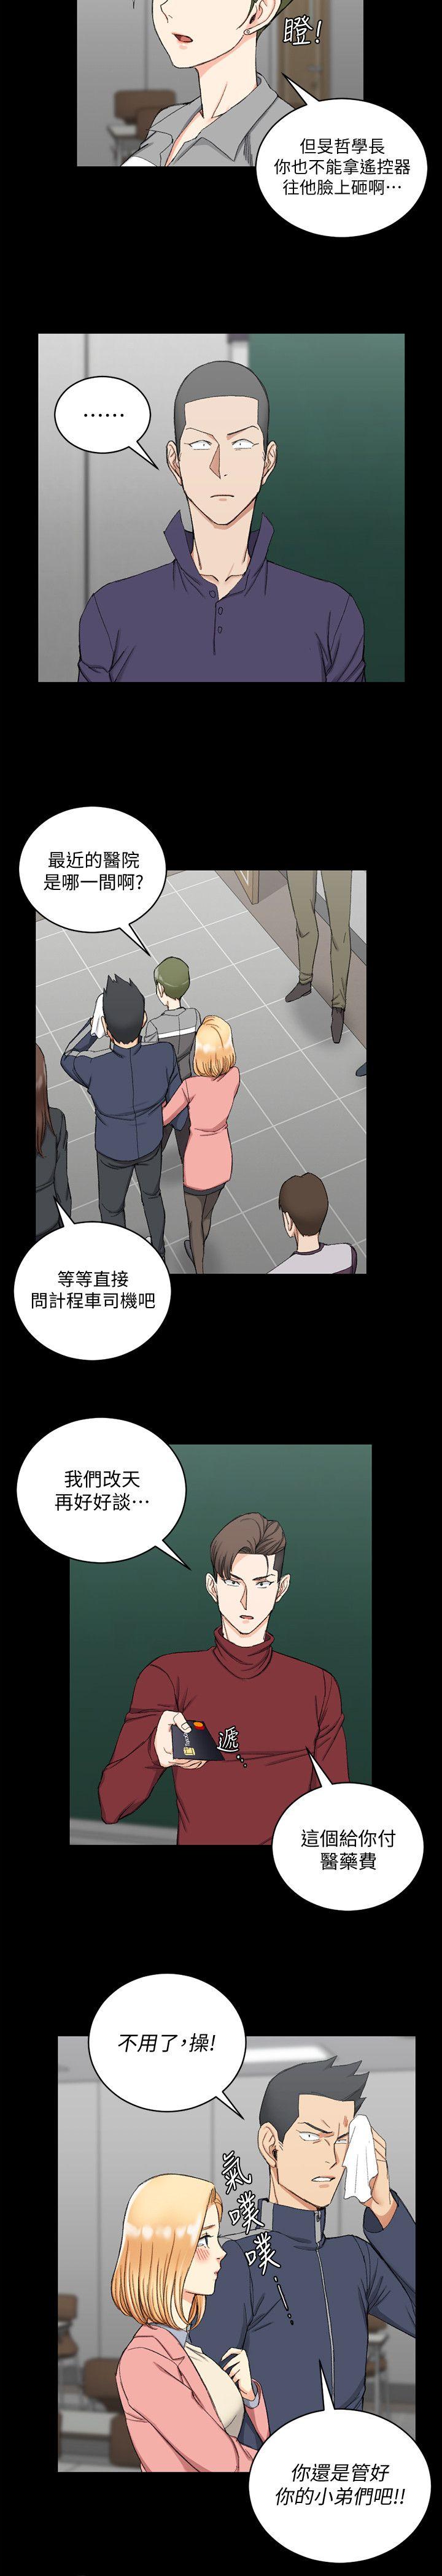 瞪!
但旻哲學長
你也不能拿遙控器
往他臉上砸啊…
……
最近的醫院
是哪一間啊?
等等直接
問計程車司機吧
我們改天
再好好談…
遞…
這個給你付
醫藥費
不用了，操!
氣噗噗…
你還是管好
你的小弟們吧!!